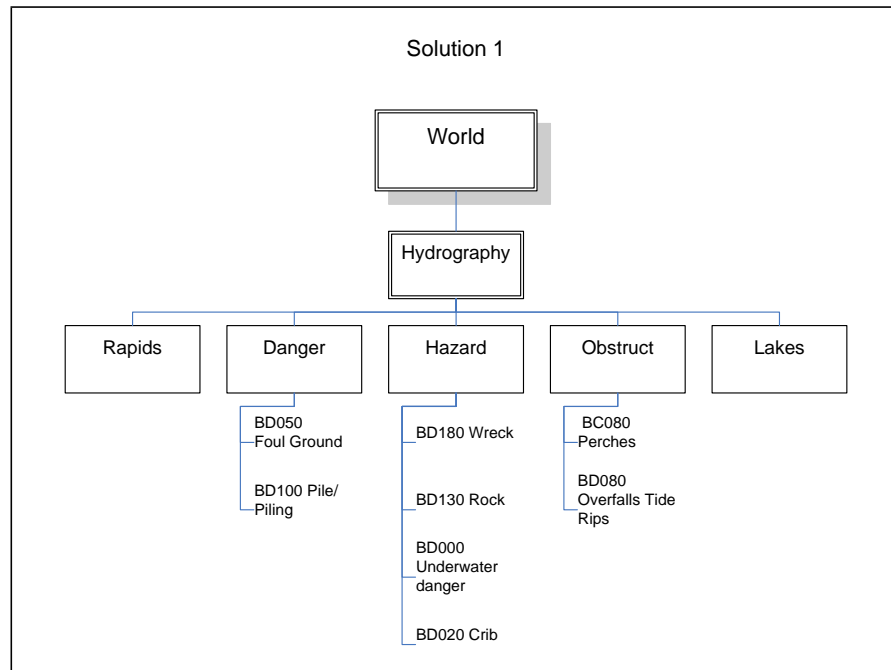 Solution 1
World
Hydrography
Rapids
Danger
Hazard
Obstruct
Lakes
BD050
Foul Ground
BD100 Pile/
Piling
BD180 Wreck
BD130 Rock
BD000
Underwater
danger
BD020 Crib
BC080
Perches
BD080
Overfalls Tide
Rips